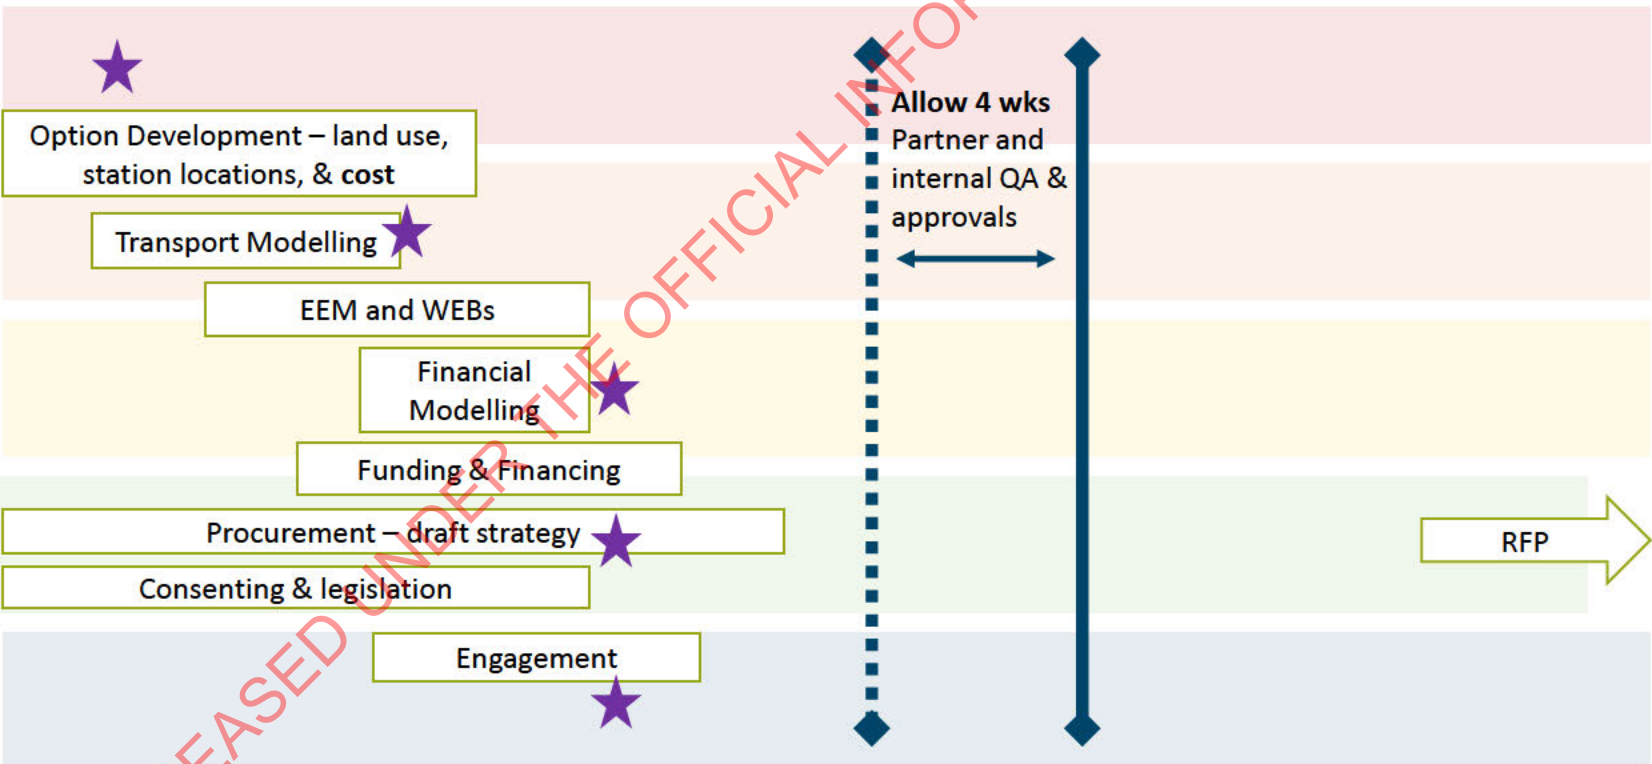 Option Development – land use,
station locations, & cost
Transport Modelling
EEM and WEBs
Financial
Modelling
Funding & Financing
Procurement – draft strategy
Consenting & legislation
Engagement
Allow 4 wks
Partner and
internal QA &
approvals
RFP
EASED UNDER THE OFFICIAL INFOR